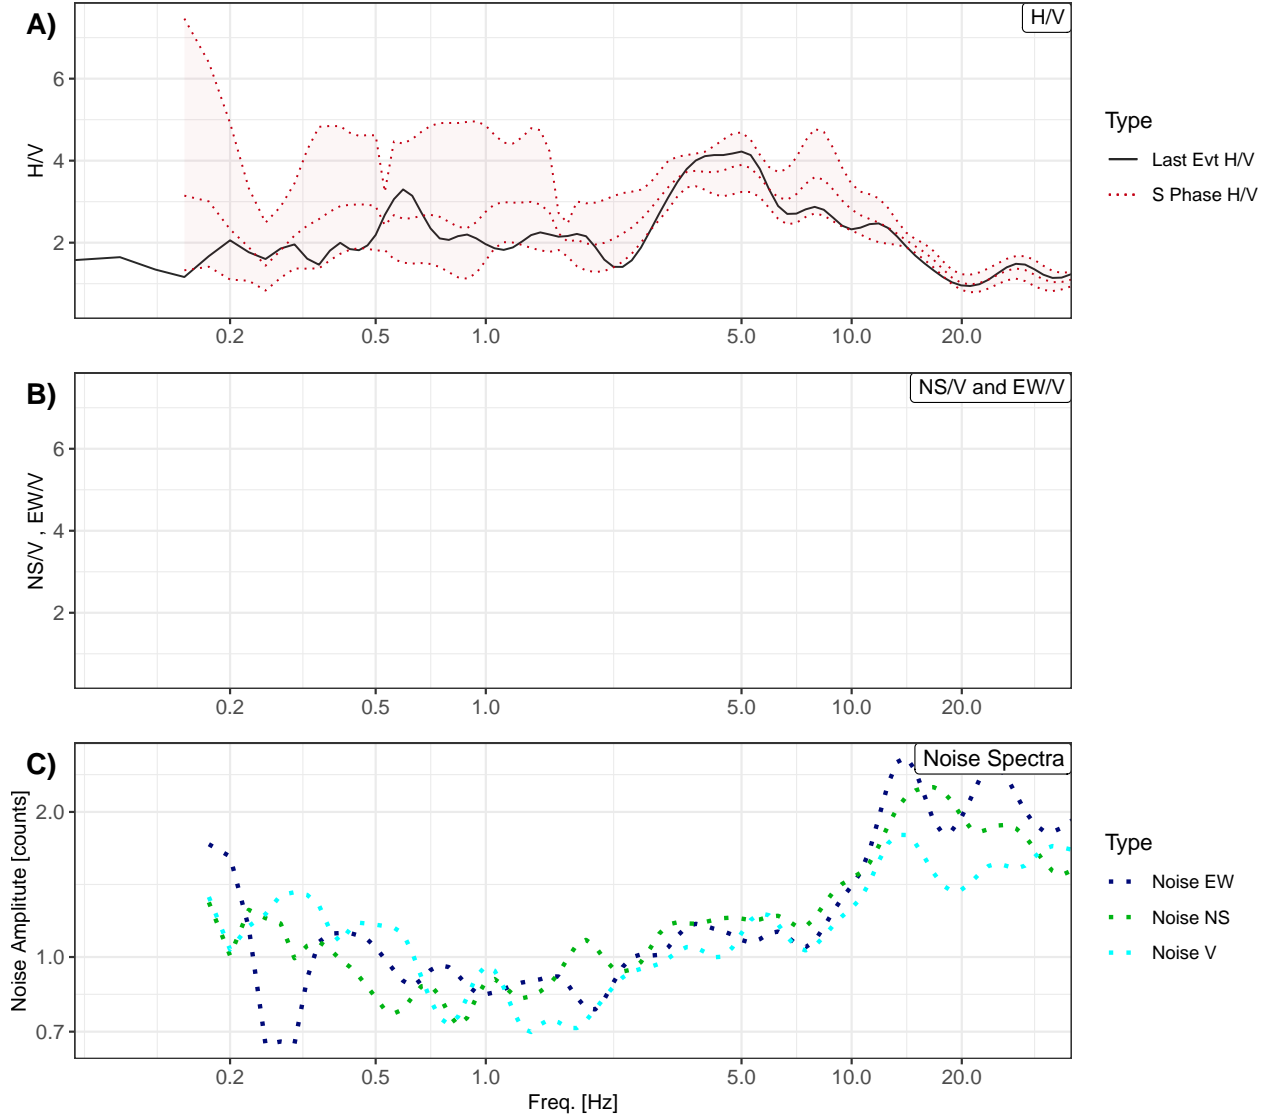 A)
H/V
6
4
2
H/V
0.2 0.5 1.0 5.0 10.0 20.0
Type
Last Evt H/V
S Phase H/V
B)
NS/V and EW/V
6
4
2
NS/V , EW/V
0.2 0.5 1.0 5.0 10.0 20.0
C)
Noise Spectra
2.0
1.0
0.7
Noise Amplitute [counts]
0.2 0.5 1.0 5.0 10.0 20.0
Freq. [Hz]
Type
Noise EW
Noise NS
Noise V